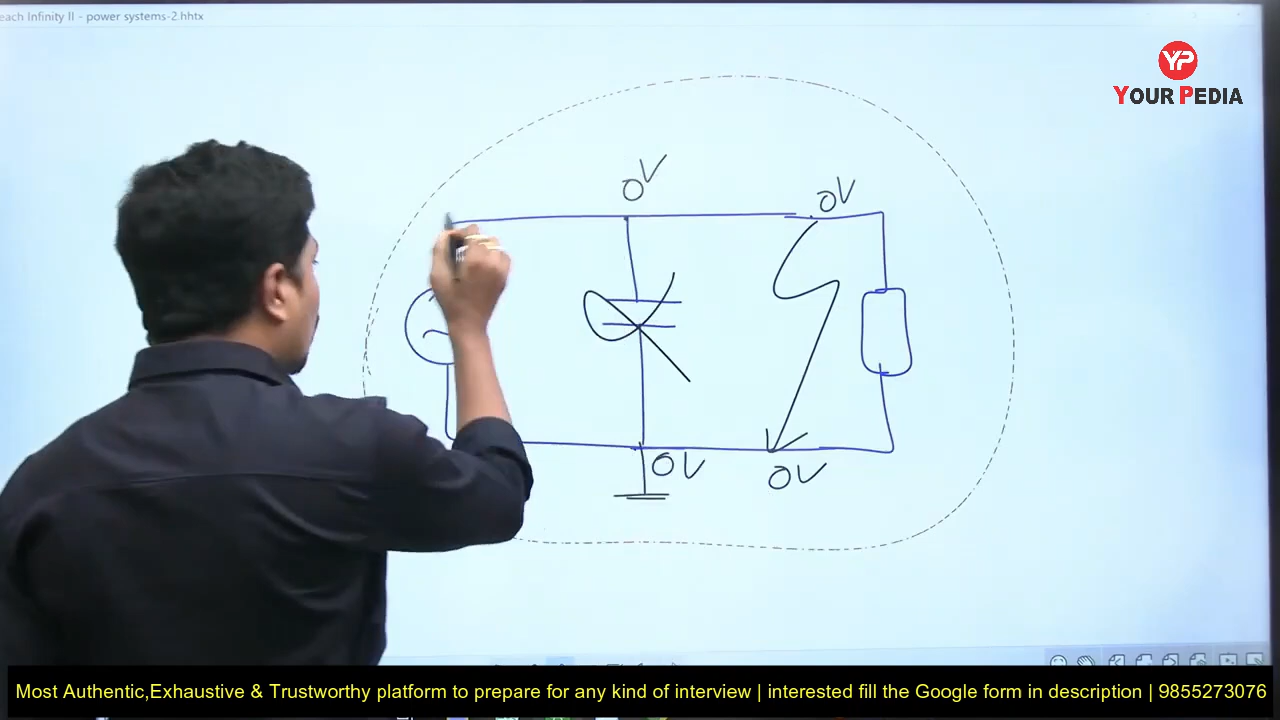 each Infinity II - power systems-2.hhtx
YP
YOUR PEDIA
0V
0V
0V
0V
Most Authentic,Exhaustive & Trustworthy platform to prepare for any kind of interview | interested fill the Google form in description | 9855273076